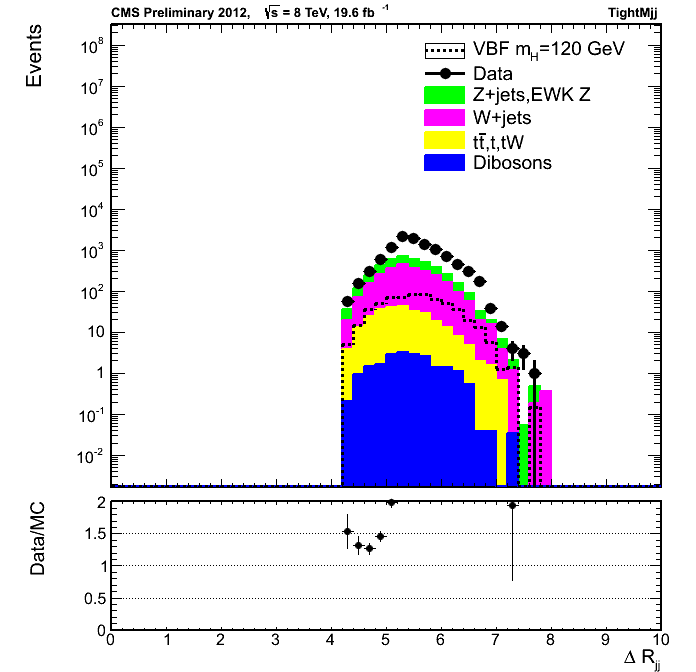 CMS Preliminary 2012, √s = 8 TeV, 19.6 fb⁻¹ TightMjj
Events
10⁸
10⁷
10⁶
10⁵
10⁴
10³
10²
10
1
10⁻¹
10⁻²
VBF m_H=120 GeV
Data
Z+jets,EWK Z
W+jets
tt̄,t,tW
Dibosons
Data/MC
2
1.5
1
0.5
0
0 1 2 3 4 5 6 7 8 9 10
Δ R_jj